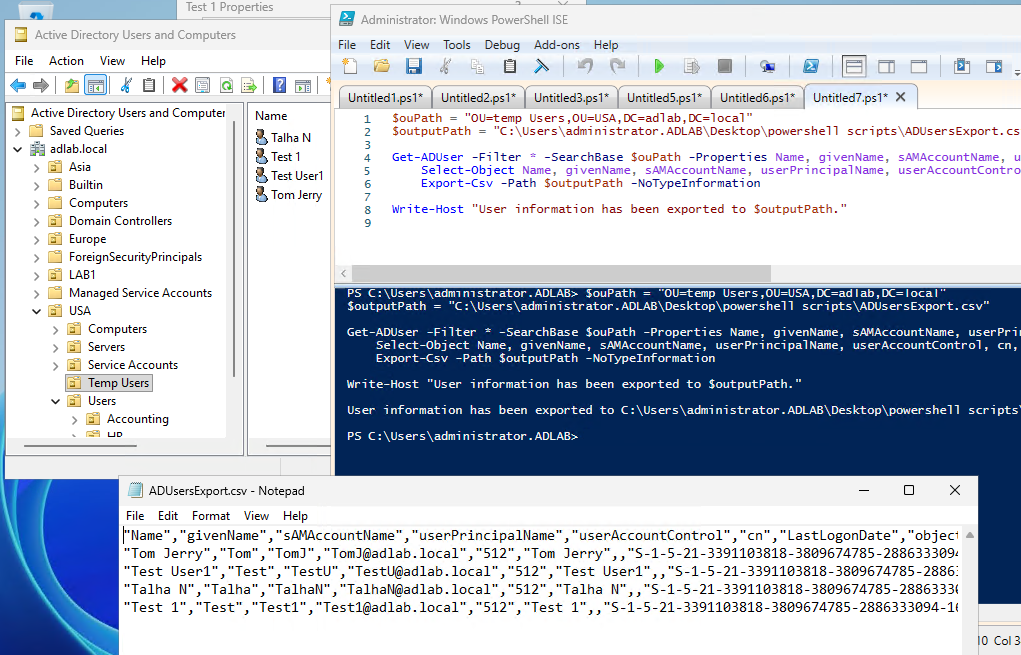 Test 1 Properties
Active Directory Users and Computers
File Action View Help
Active Directory Users and Computer
Saved Queries
adlab.local
Asia
Builtin
Computers
Domain Controllers
Europe
ForeignSecurityPrincipals
LAB1
Managed Service Accounts
USA
Computers
Servers
Service Accounts
Temp Users
Users
Accounting
HR
Name
Talha N
Test 1
Test User1
Tom Jerry
Administrator: Windows PowerShell ISE
File Edit View Tools Debug Add-ons Help
Untitled1.ps1* Untitled2.ps1* Untitled3.ps1* Untitled5.ps1* Untitled6.ps1* Untitled7.ps1* X
1 $ouPath = "OU=temp Users,OU=USA,DC=adlab,DC=local"
2 $outputPath = "C:\Users\administrator.ADLAB\Desktop\powershell scripts\ADUsersExport.cs
3
4 Get-ADUser -Filter * -SearchBase $ouPath -Properties Name, givenName, sAMAccountName, u
5 Select-Object Name, givenName, sAMAccountName, userPrincipalName, userAccountContro
6 Export-Csv -Path $outputPath -NoTypeInformation
7
8 Write-Host "User information has been exported to $outputPath."
9
PS C:\Users\administrator.ADLAB> $ouPath = "OU=temp Users,OU=USA,DC=adlab,DC=local"
$outputPath = "C:\Users\administrator.ADLAB\Desktop\powershell scripts\ADUsersExport.csv"
Get-ADUser -Filter * -SearchBase $ouPath -Properties Name, givenName, sAMAccountName, userPrin
Select-Object Name, givenName, sAMAccountName, userPrincipalName, userAccountControl, cn,
Export-Csv -Path $outputPath -NoTypeInformation
Write-Host "User information has been exported to $outputPath."
User information has been exported to C:\Users\administrator.ADLAB\Desktop\powershell scripts\
PS C:\Users\administrator.ADLAB>
10 Col 3
ADUsersExport.csv - Notepad
File Edit Format View Help
"Name","givenName","sAMAccountName","userPrincipalName","userAccountControl","cn","LastLogonDate","object
"Tom Jerry","Tom","TomJ","TomJ@adlab.local","512","Tom Jerry",,"S-1-5-21-3391103818-3809674785-2886333094
"Test User1","Test","TestU","TestU@adlab.local","512","Test User1",,"S-1-5-21-3391103818-3809674785-28863
"Talha N","Talha","TalhaN","TalhaN@adlab.local","512","Talha N",,"S-1-5-21-3391103818-3809674785-28863330
"Test 1","Test","Test1","Test1@adlab.local","512","Test 1",,"S-1-5-21-3391103818-3809674785-2886333094-16